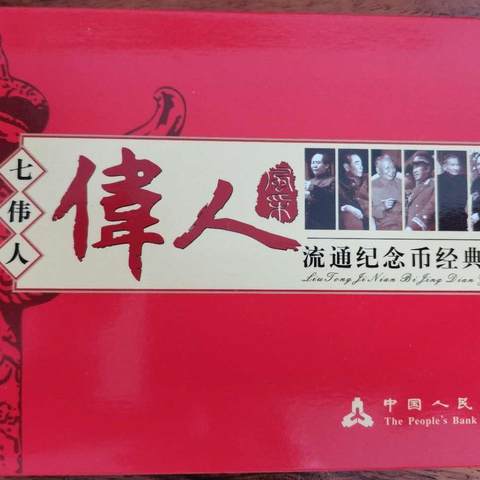 七伟人
偉人
风采
流通纪念币经典
Liu Tong Ji Nian Bi Jing Dian
中国人民
The People's Bank